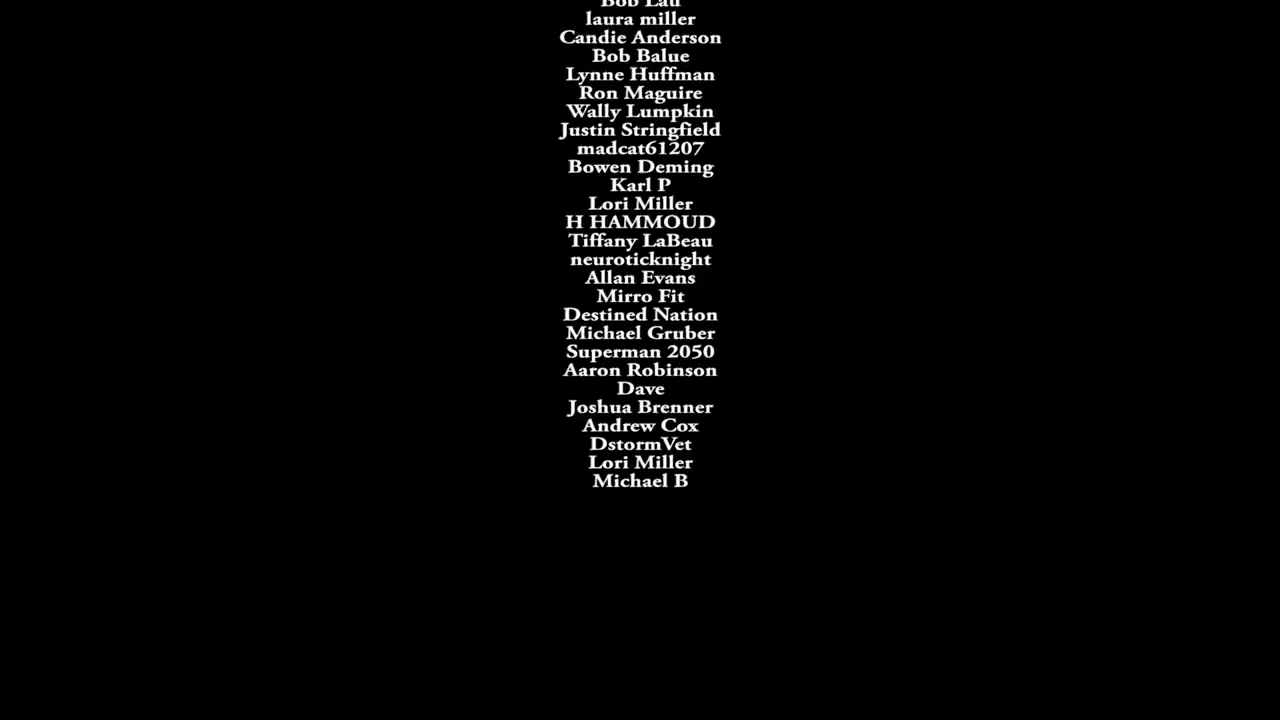 Bob Lau
laura miller
Candie Anderson
Bob Balue
Lynne Huffman
Ron Maguire
Wally Lumpkin
Justin Stringfield
madcat61207
Bowen Deming
Karl P
Lori Miller
H HAMMOUD
Tiffany LaBeau
neuroticknight
Allan Evans
Mirro Fit
Destined Nation
Michael Gruber
Superman 2050
Aaron Robinson
Dave
Joshua Brenner
Andrew Cox
DstormVet
Lori Miller
Michael B